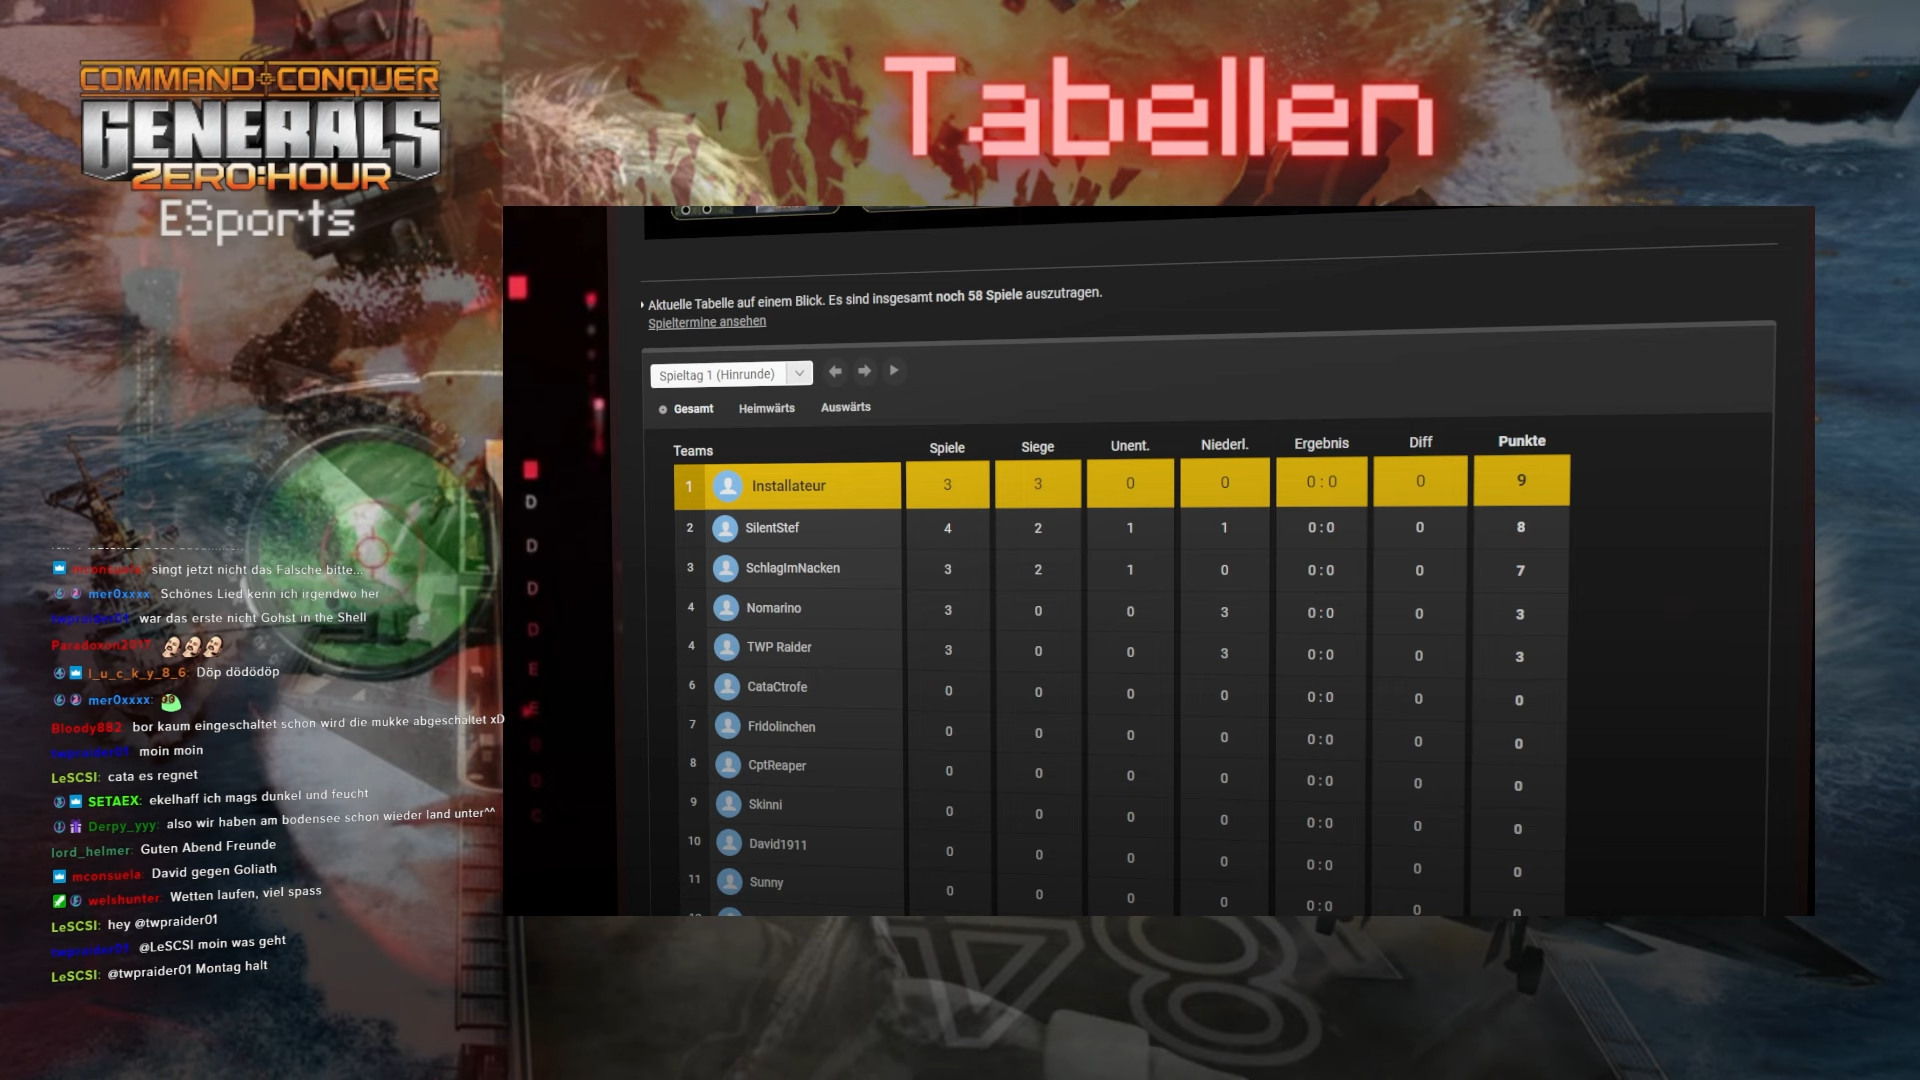 COMMAND CONQUER
GENERALS
ZERO:HOUR
ESports
Tabellen
Aktuelle Tabelle auf einem Blick. Es sind insgesamt noch 58 Spiele auszutragen.
Spieltermine ansehen
Spieltag 1 (Hinrunde)
Gesamt Heimwärts Auswärts
Teams Spiele Siege Unent. Niederl. Ergebnis Diff Punkte
1 Installateur 3 3 0 0 0 : 0 0 9
2 SilentStef 4 2 1 1 0 : 0 0 8
3 SchlagImNacken 3 2 1 0 0 : 0 0 7
4 Nomarino 3 0 0 3 0 : 0 0 3
4 TWP Raider 3 0 0 3 0 : 0 0 3
6 CataCtrofe 0 0 0 0 0 : 0 0 0
7 Fridolinchen 0 0 0 0 0 : 0 0 0
8 CptReaper 0 0 0 0 0 : 0 0 0
9 Skinni 0 0 0 0 0 : 0 0 0
10 David1911 0 0 0 0 0 : 0 0 0
11 Sunny 0 0 0 0 0 : 0 0 0
D
D
D
D
E
E
D
D
C
mconsuela: singt jetzt nicht das Falsche bitte...
mer0xxxx: Schönes Lied kenn ich irgendwo her
twpraider01: war das erste nicht Gohst in the Shell
Paradoxon2017:
l_u_c_k_y_8_6: Döp dödödöp
mer0xxxx:
Bloody882: bor kaum eingeschaltet schon wird die mukke abgeschaltet xD
twpraider01: moin moin
LeSCSI: cata es regnet
SETAEX: ekelhaff ich mags dunkel und feucht
Derpy_yyy: also wir haben am bodensee schon wieder land unter^^
lord_helmer: Guten Abend Freunde
mconsuela: David gegen Goliath
welshunter: Wetten laufen, viel spass
LeSCSI: hey @twpraider01
twpraider01: @LeSCSI moin was geht
LeSCSI: @twpraider01 Montag halt
84